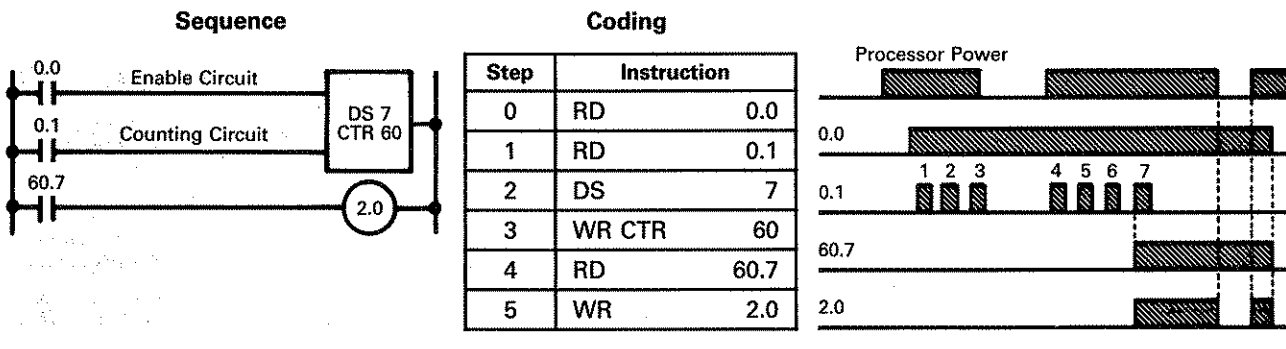 Sequence
0.0
Enable Circuit
0.1
Counting Circuit
DS 7
CTR 60
60.7
2.0
Coding
Step Instruction
0 RD 0.0
1 RD 0.1
2 DS 7
3 WR CTR 60
4 RD 60.7
5 WR 2.0
Processor Power
0.0
1 2 3 4 5 6 7
0.1
60.7
2.0